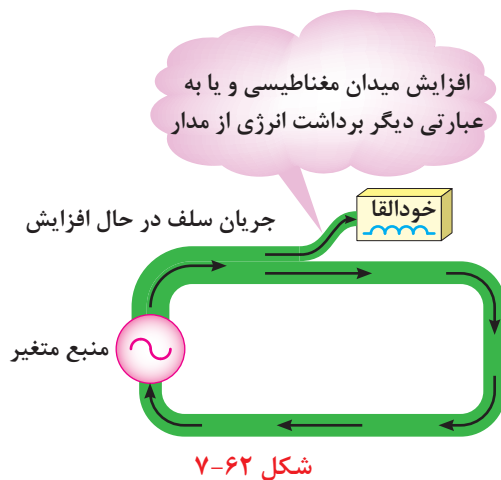 افزایش میدان مغناطیسی و یا به
عبارتی دیگر برداشت انرژی از مدار
خودالقا
جریان سلف در حال افزایش
منبع متغیر
شکل ۶۲-۷